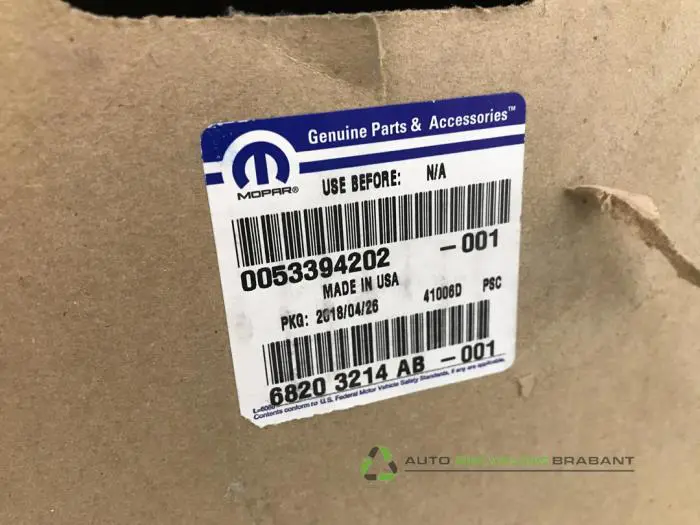 Genuine Parts & Accessories™
MOPAR®
USE BEFORE: N/A
0053394202 -001
MADE IN USA
PKG: 2018/04/26 41006D PSC
6820 3214 AB -001
Contents conform to U.S. Federal Motor Vehicle Safety Standards, if any are applicable.
AUTO RECYCLING BRABANT